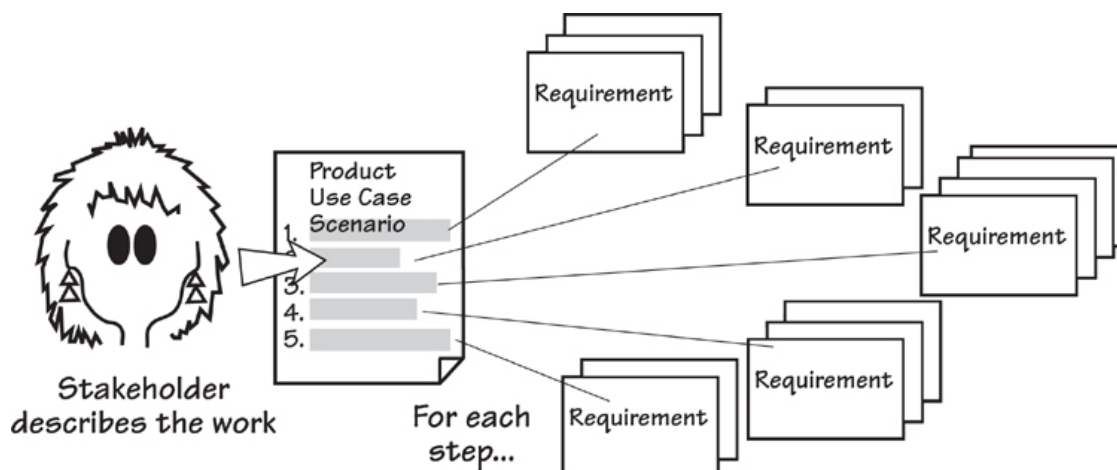 Stakeholder
describes the work
Product
Use Case
Scenario
1.
3.
4.
5.
For each
step...
Requirement
Requirement
Requirement
Requirement
Requirement